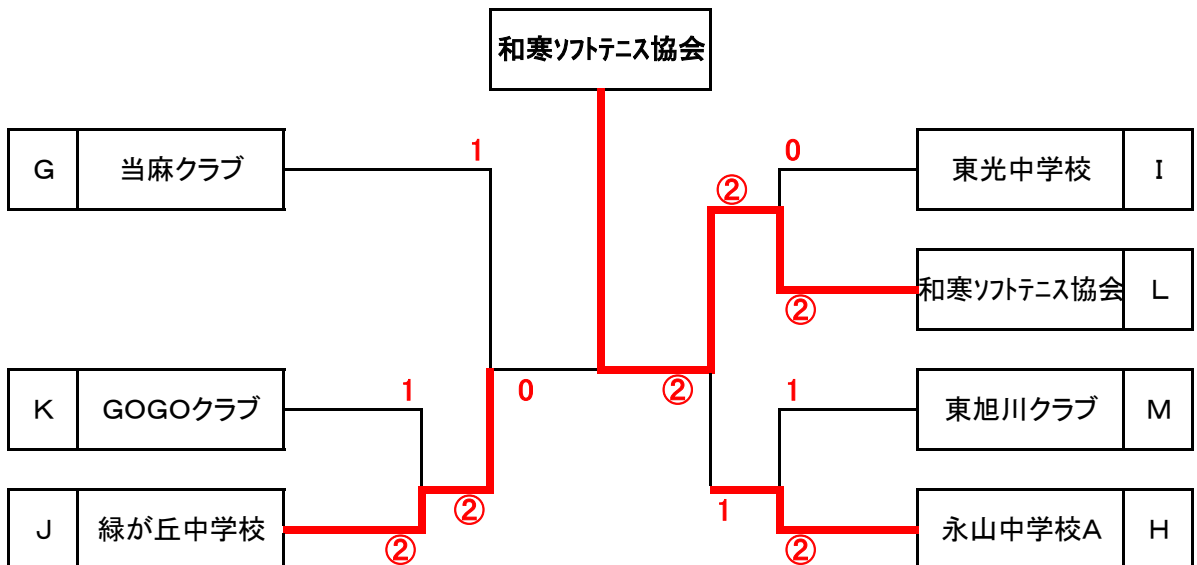 和寒ソフトテニス協会
1
0
G 当麻クラブ
東光中学校 I
②
和寒ソフトテニス協会 L
②
1
0
②
1
K GOGOクラブ
東旭川クラブ M
②
1
J 緑が丘中学校
永山中学校A H
②
②